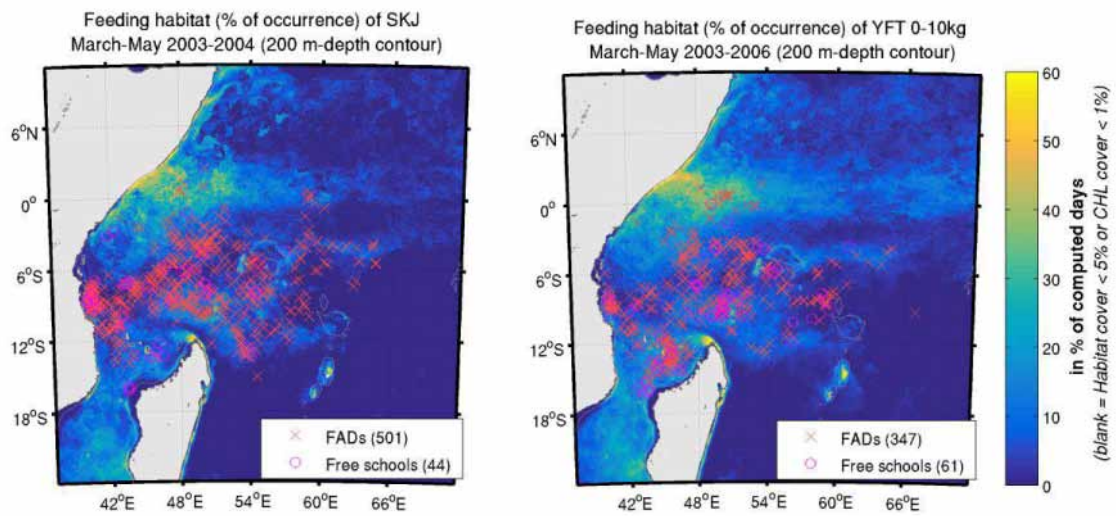 Feeding habitat (% of occurrence) of SKJ
March-May 2003-2004 (200 m-depth contour)
6°N
0°
6°S
12°S
18°S
42°E
48°E
54°E
60°E
66°E
FADs (501)
Free schools (44)
Feeding habitat (% of occurrence) of YFT 0-10kg
March-May 2003-2006 (200 m-depth contour)
6°N
0°
6°S
12°S
18°S
42°E
48°E
54°E
60°E
66°E
FADs (347)
Free schools (61)
60
50
40
30
20
10
0
in % of computed days
(blank = Habitat cover < 5% or CHL cover < 1%)